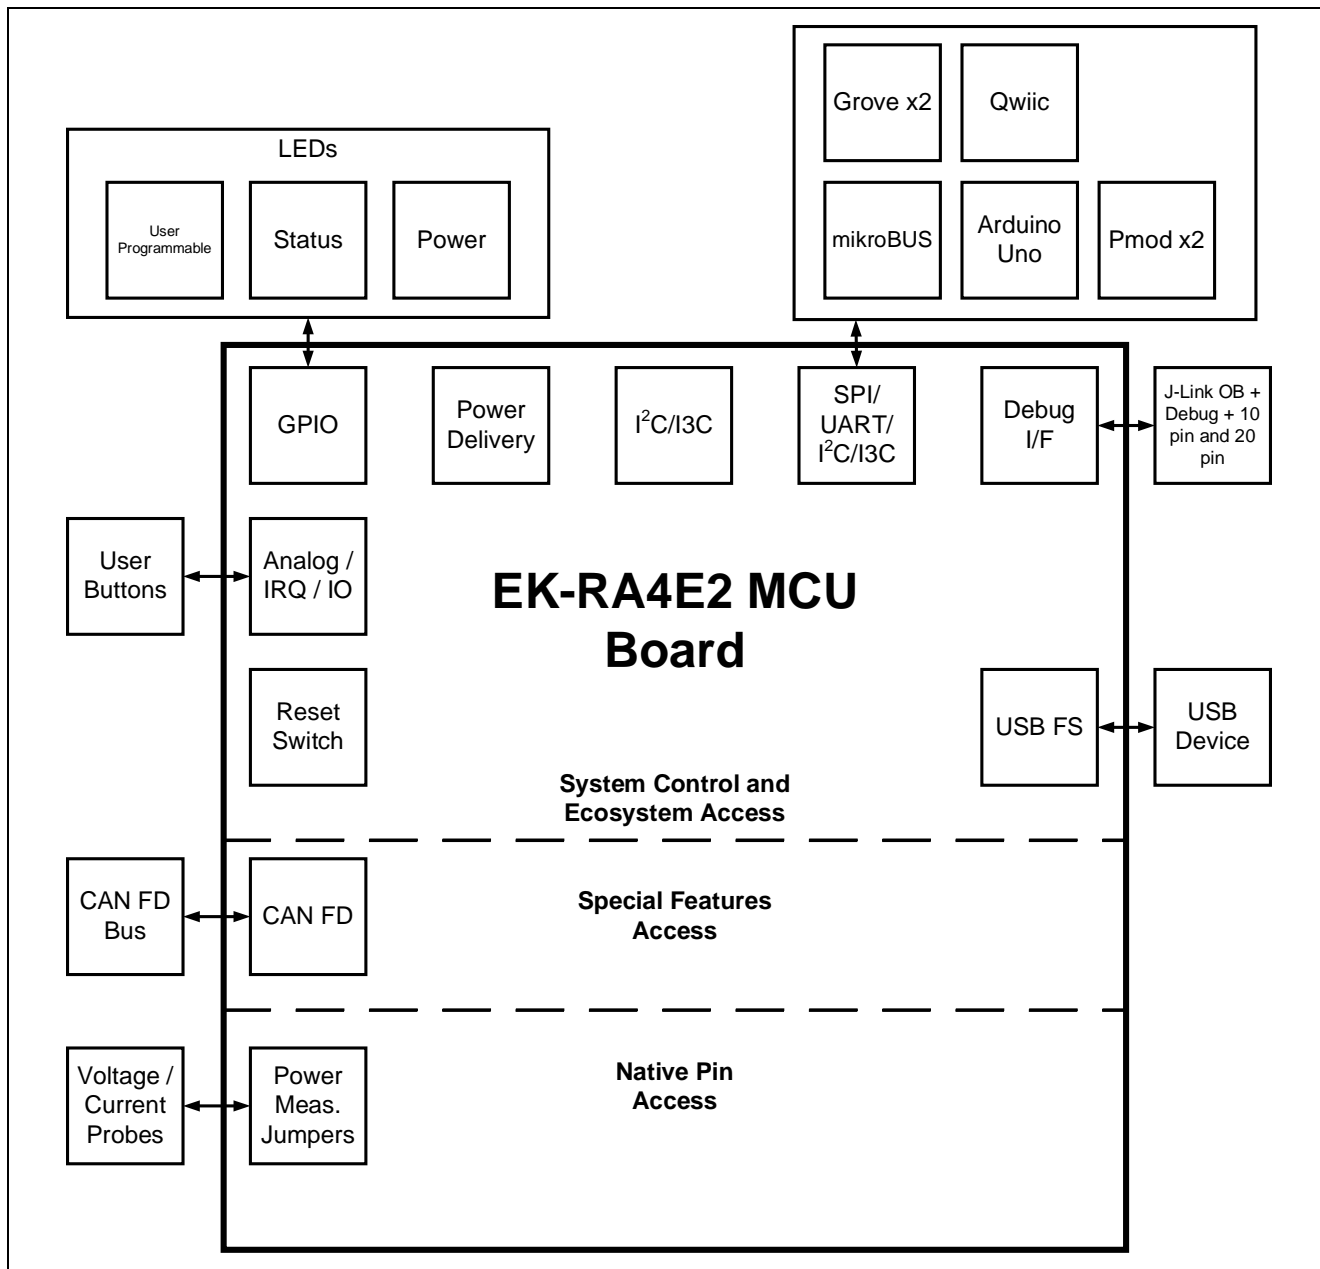 Grove x2
Qwiic
mikroBUS
Arduino
Uno
Pmod x2
LEDs
User
Programmable
Status
Power
GPIO
Power
Delivery
I²C/I3C
SPI/
UART/
I²C/I3C
Debug
I/F
J-Link OB +
Debug + 10
pin and 20
pin
User
Buttons
Analog /
IRQ / IO
EK-RA4E2 MCU
Board
Reset
Switch
USB FS
USB
Device
System Control and
Ecosystem Access
CAN FD
Bus
CAN FD
Special Features
Access
Voltage /
Current
Probes
Power
Meas.
Jumpers
Native Pin
Access